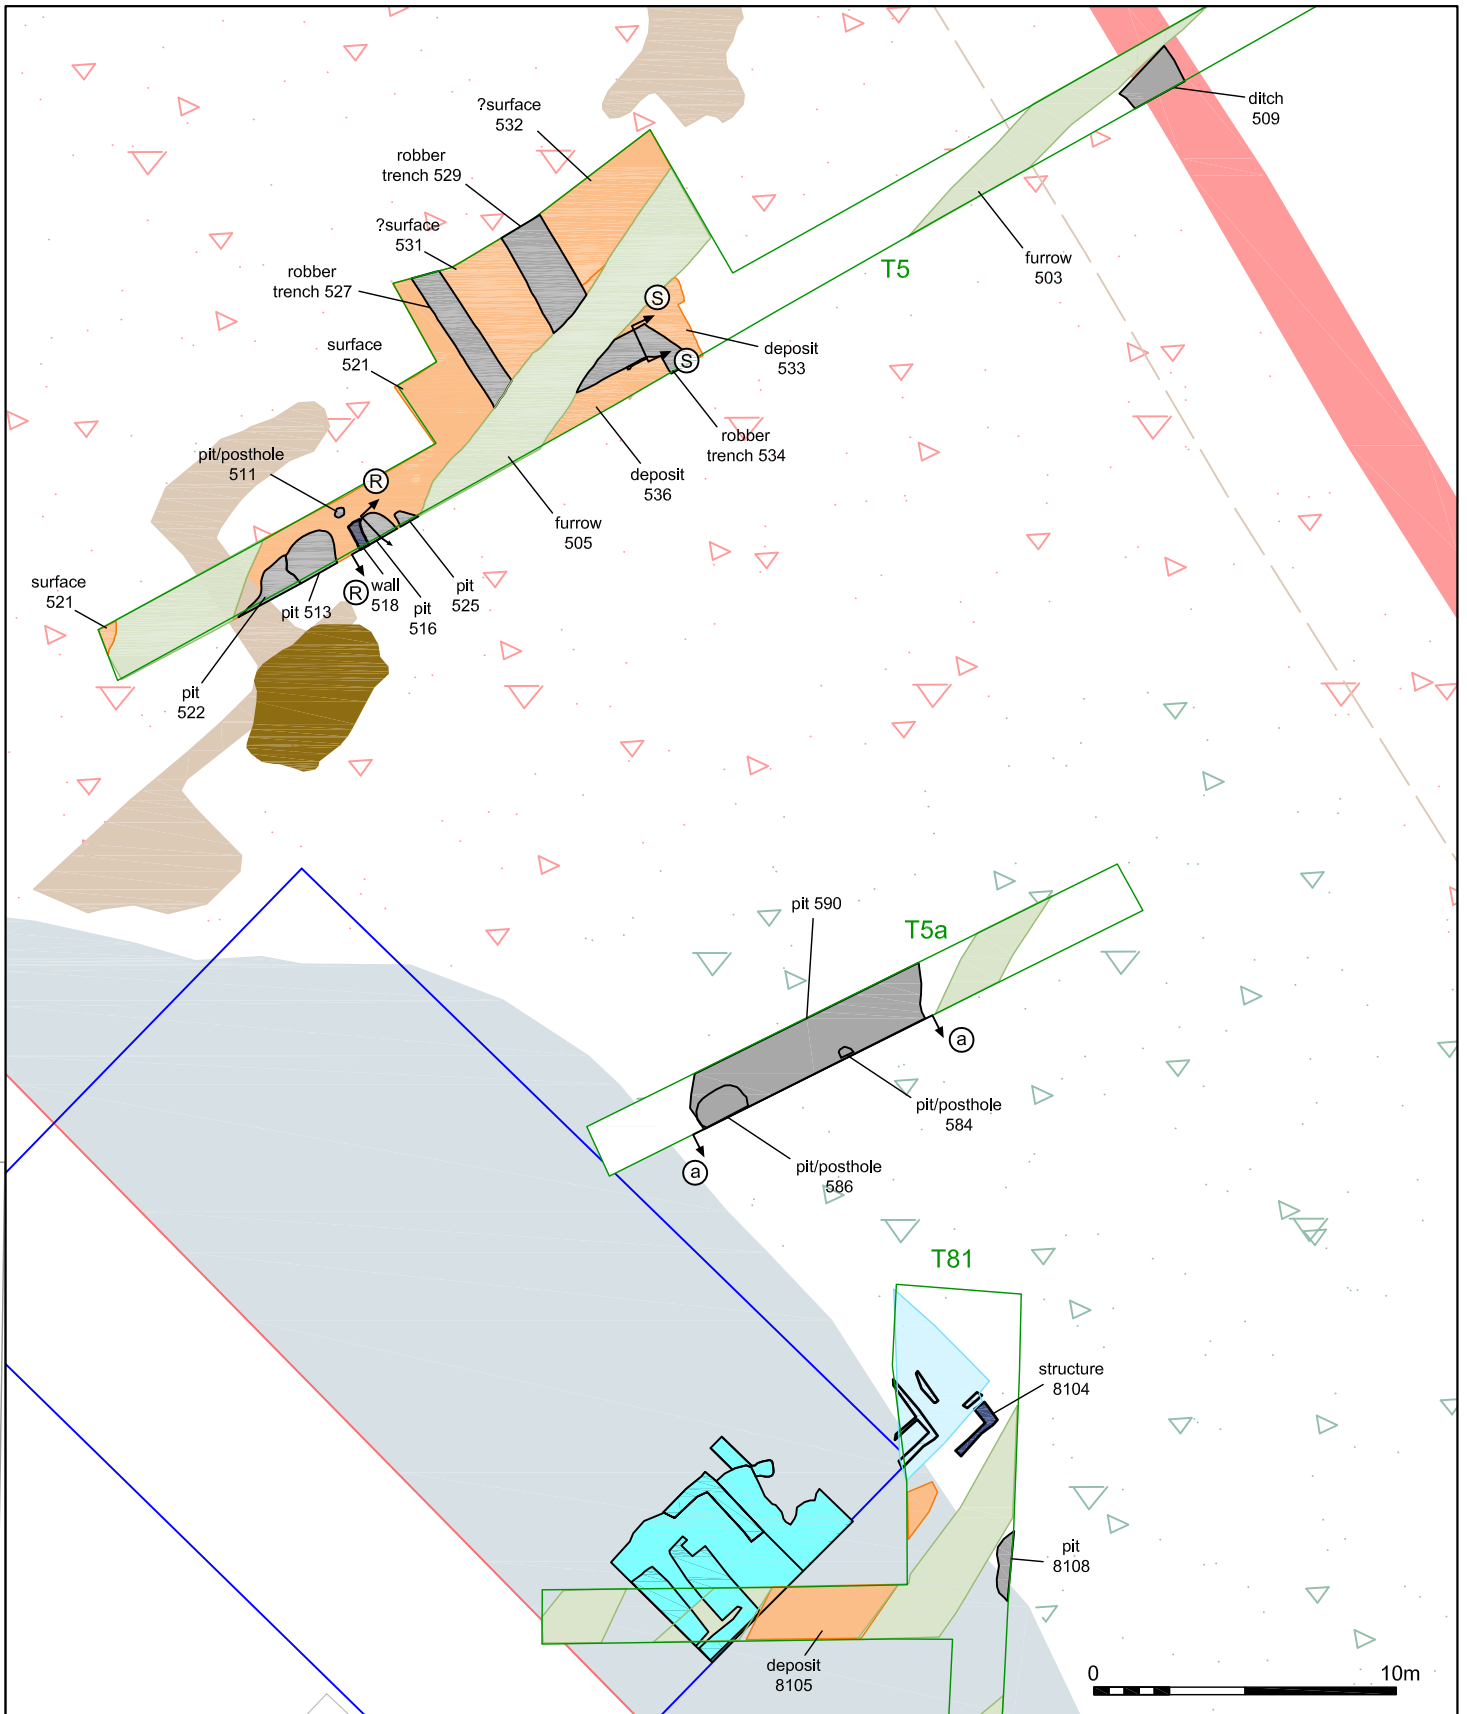 ?surface
532
ditch
509
robber
trench 529
?surface
531
furrow
503
T5
robber
trench 527
S
surface
521
deposit
533
S
robber
trench 534
pit/posthole
511
R
deposit
536
furrow
505
surface
521
R
wall
518
pit
525
pit 513
pit
516
pit
522
pit 590
T5a
a
pit/posthole
584
a
pit/posthole
586
T81
structure
8104
pit
8108
deposit
8105
0
10m